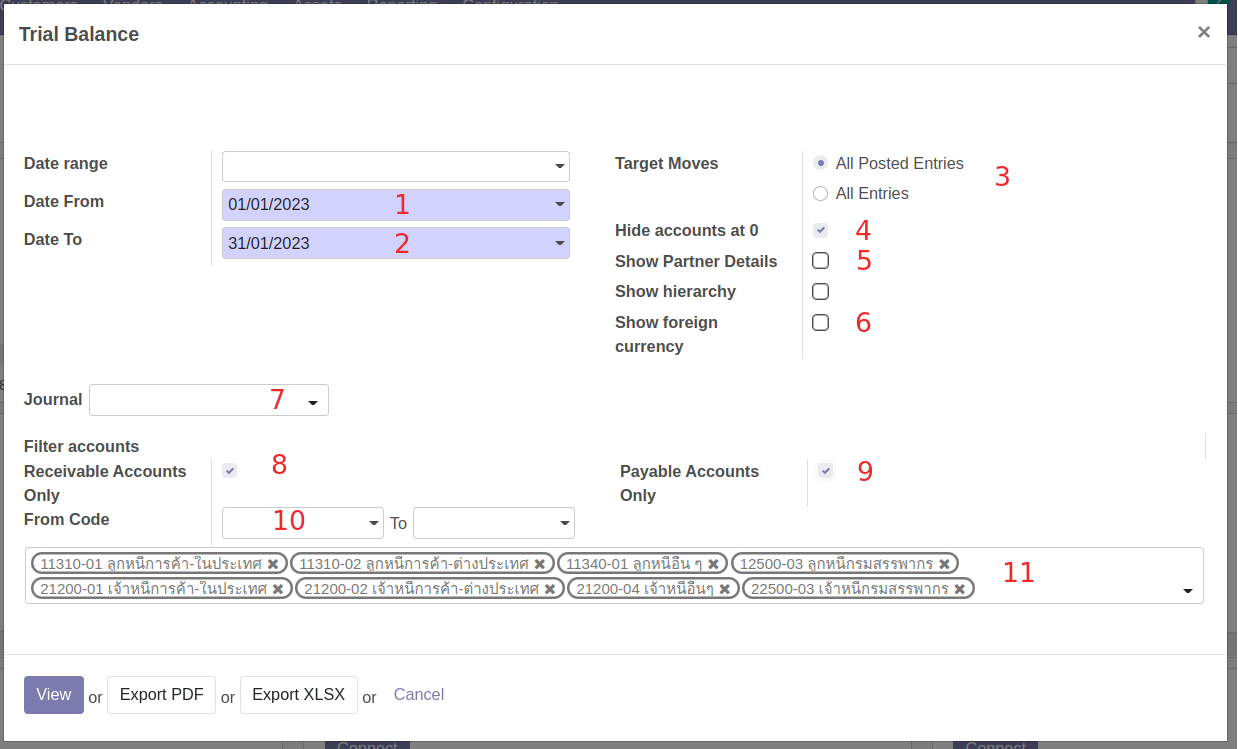 Customers Vendors Accounting Assets Reporting Configuration
Trial Balance ×
Date range
Date From 01/01/2023 1
Date To 31/01/2023 2
Target Moves All Posted Entries 3
All Entries
Hide accounts at 0 4
Show Partner Details 5
Show hierarchy
Show foreign currency 6
Journal 7
Filter accounts
Receivable Accounts Only 8
Payable Accounts Only 9
From Code 10 To
11310-01 ลูกหนี้การค้า-ในประเทศ ✖ 11310-02 ลูกหนี้การค้า-ต่างประเทศ ✖ 11340-01 ลูกหนี้อื่น ๆ ✖ 12500-03 ลูกหนี้กรมสรรพากร ✖ 11
21200-01 เจ้าหนี้การค้า-ในประเทศ ✖ 21200-02 เจ้าหนี้การค้า-ต่างประเทศ ✖ 21200-04 เจ้าหนี้อื่นๆ ✖ 22500-03 เจ้าหนี้กรมสรรพากร ✖
View or Export PDF or Export XLSX or Cancel
Connect Connect